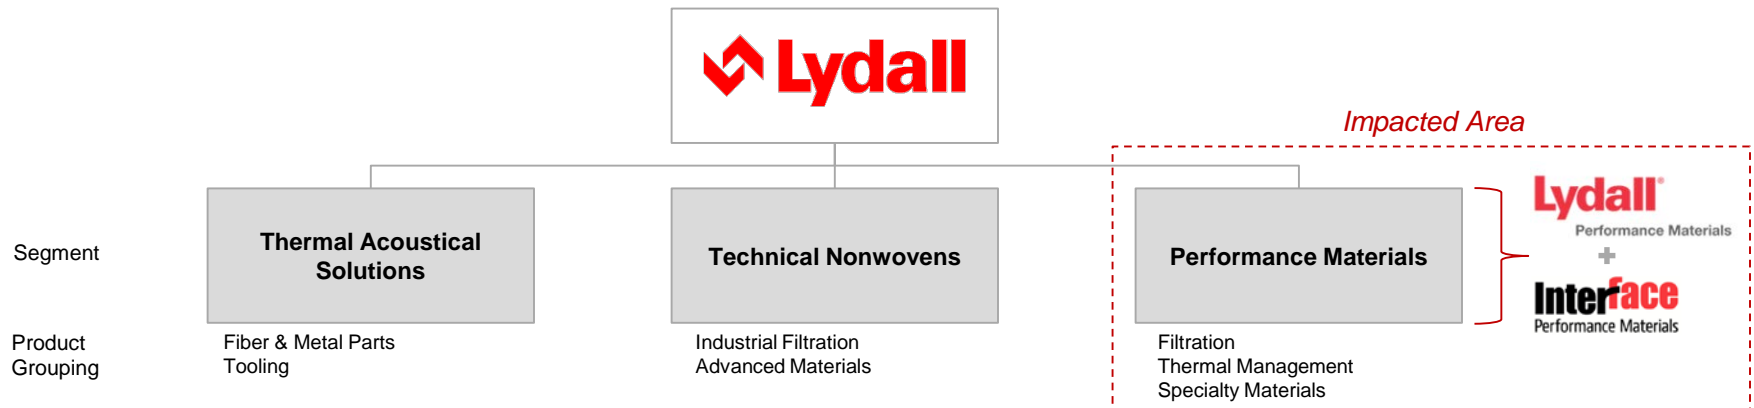 Lydall
Impacted Area
Segment
Thermal Acoustical
Solutions
Technical Nonwovens
Performance Materials
Lydall®
Performance Materials
+
Interface
Performance Materials
Product
Grouping
Fiber & Metal Parts
Tooling
Industrial Filtration
Advanced Materials
Filtration
Thermal Management
Specialty Materials